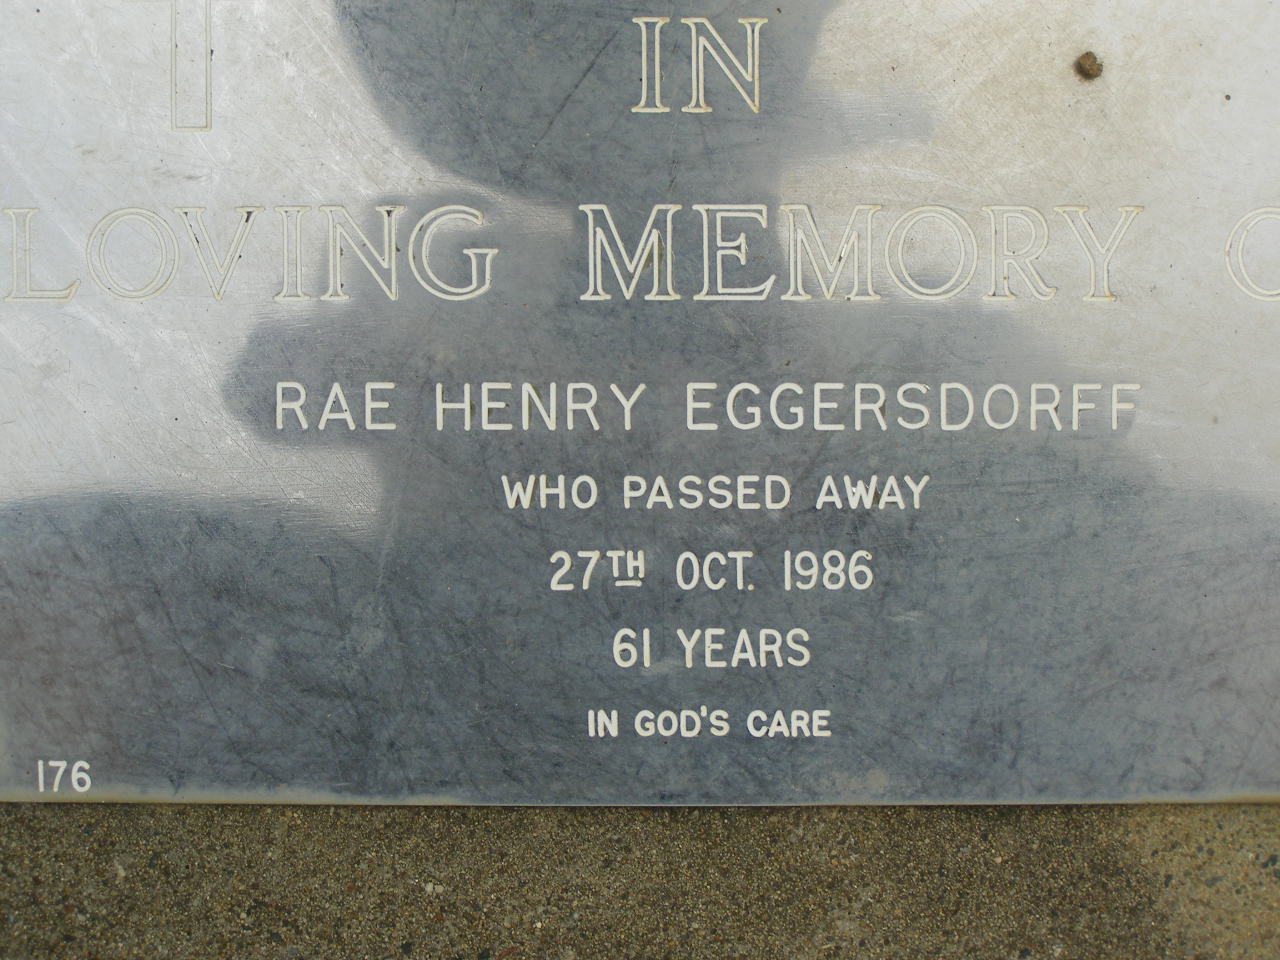 IN
LOVING MEMORY O
RAE HENRY EGGERSDORFF
WHO PASSED AWAY
27TH OCT. 1986
61 YEARS
IN GOD'S CARE
176